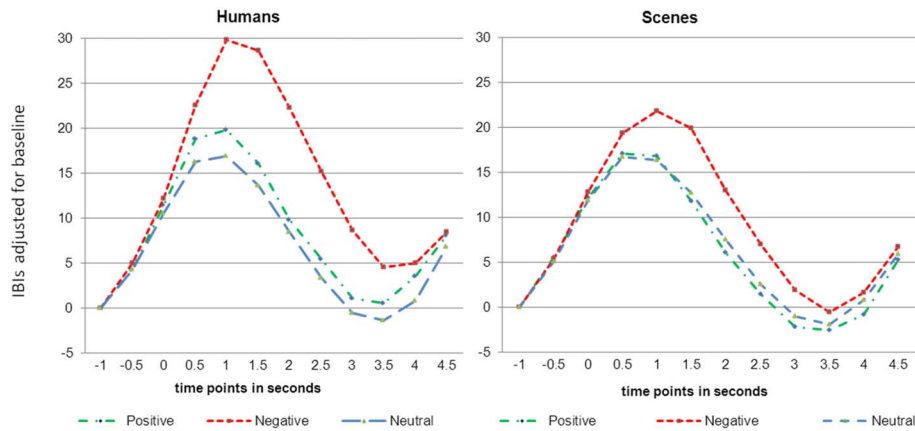 Humans
Scenes
IBIs adjusted for baseline
30
25
20
15
10
5
0
-5
-1 -0.5 0 0.5 1 1.5 2 2.5 3 3.5 4 4.5
time points in seconds
Positive Negative Neutral
30
25
20
15
10
5
0
-5
-1 -0.5 0 0.5 1 1.5 2 2.5 3 3.5 4 4.5
time points in seconds
Positive Negative Neutral